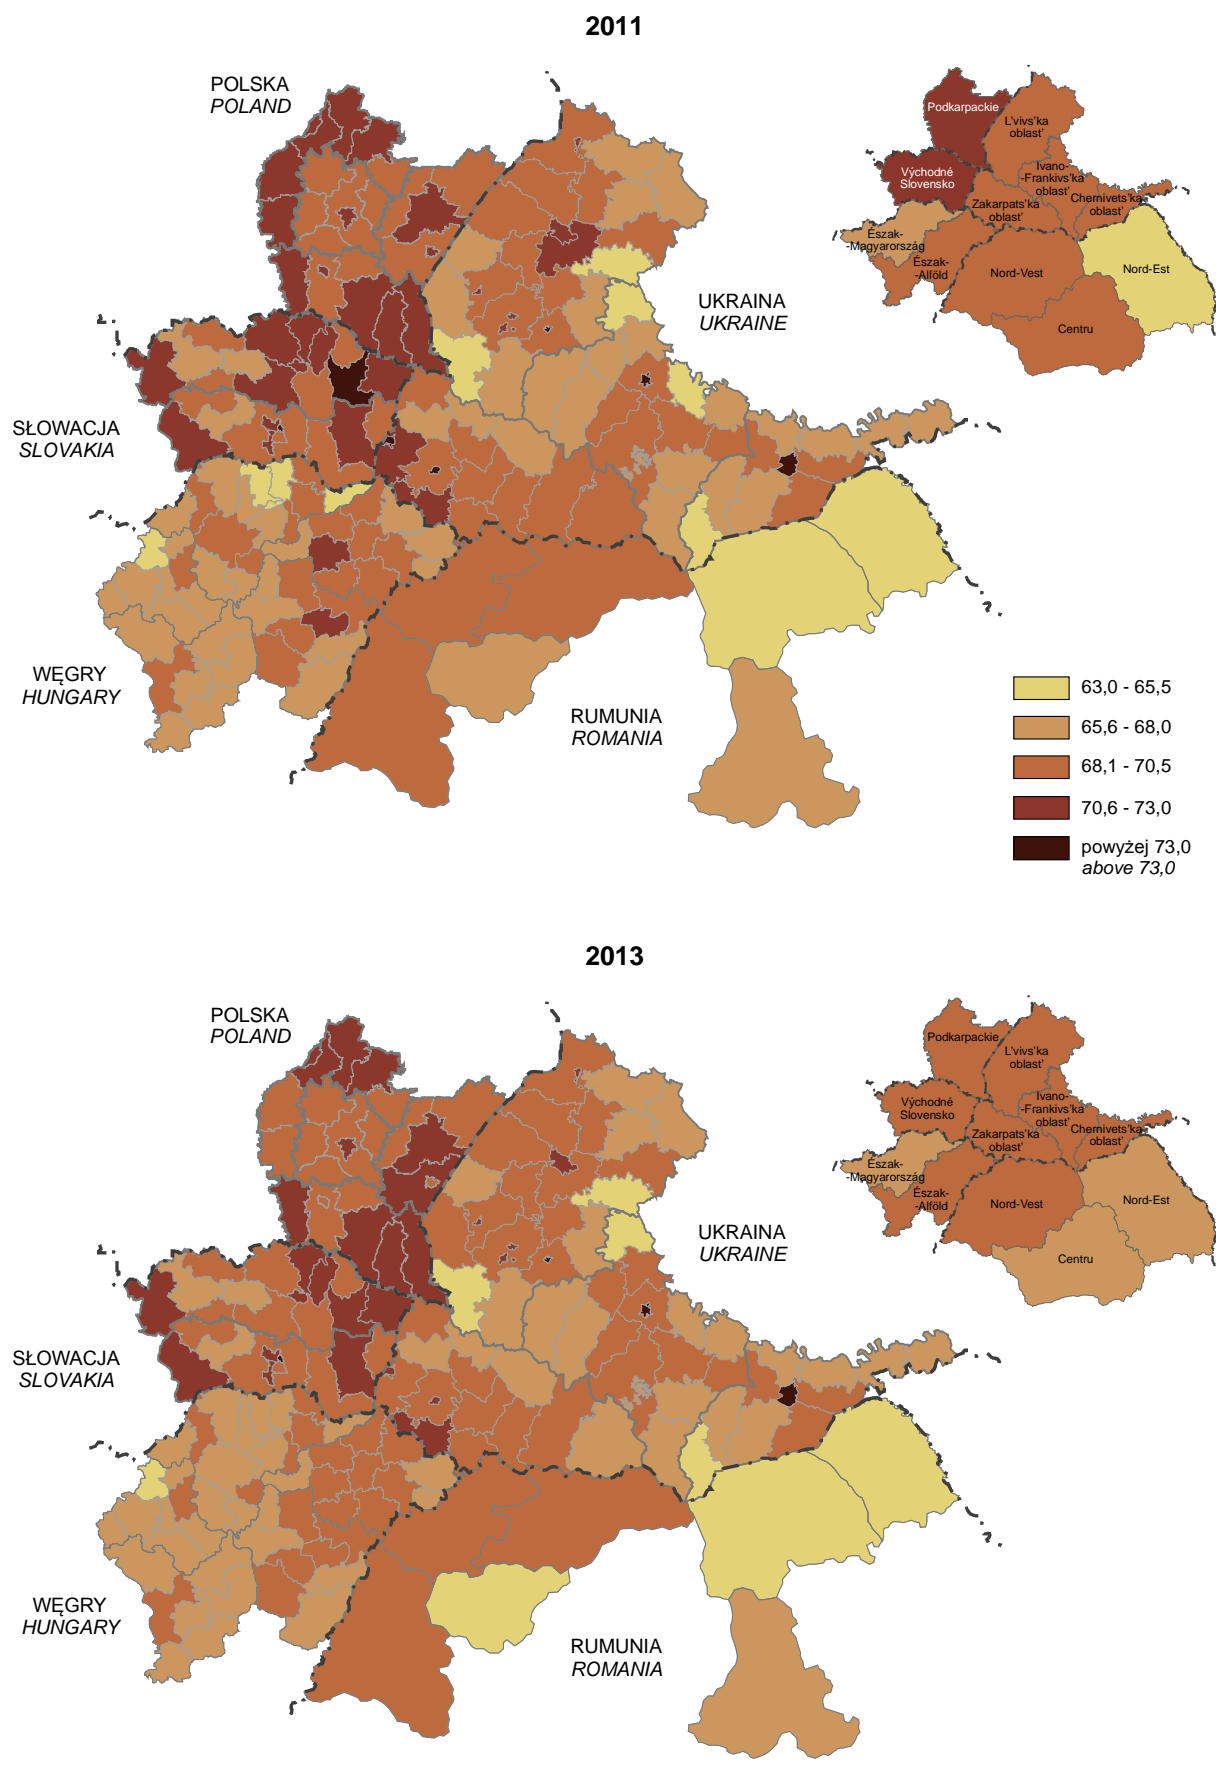 2011
POLSKA
POLAND
Podkarpackie
L'vivs'ka
oblast'
Východné
Slovensko
Ivano-
-Frankivs'ka
oblast'
Zakarpats'ka
oblast'
Chernivets'ka
oblast'
Észak-
-Magyarország
Észak-
-Alföld
Nord-Vest
Nord-Est
Centru
UKRAINA
UKRAINE
SŁOWACJA
SLOVAKIA
WĘGRY
HUNGARY
RUMUNIA
ROMANIA
63,0 - 65,5
65,6 - 68,0
68,1 - 70,5
70,6 - 73,0
powyżej 73,0
above 73,0
2013
POLSKA
POLAND
Podkarpackie
L'vivs'ka
oblast'
Východné
Slovensko
Ivano-
-Frankivs'ka
oblast'
Zakarpats'ka
oblast'
Chernivets'ka
oblast'
Észak-
-Magyarország
Észak-
-Alföld
Nord-Vest
Nord-Est
Centru
UKRAINA
UKRAINE
SŁOWACJA
SLOVAKIA
WĘGRY
HUNGARY
RUMUNIA
ROMANIA